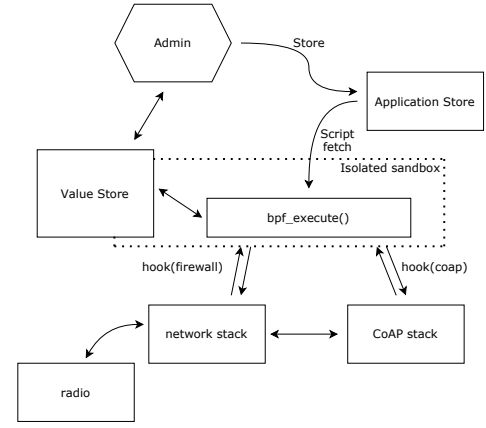 Admin
Store
Application Store
Script
fetch
Isolated sandbox
Value Store
bpf_execute()
hook(firewall)
hook(coap)
network stack
CoAP stack
radio